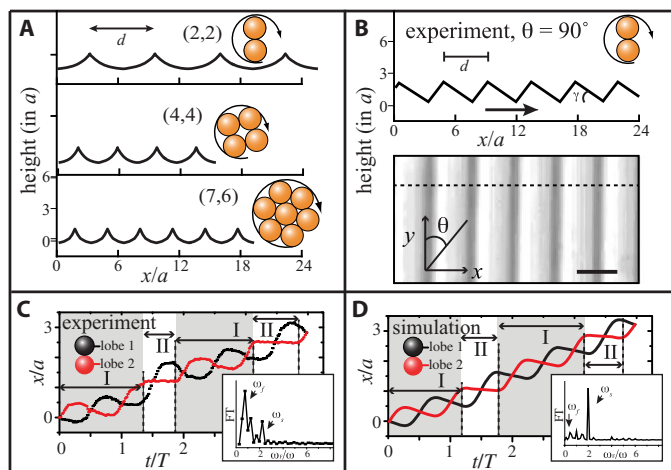 A
(2,2)
d
(4,4)
(7,6)
height (in a)
3
0
0 6 12 18 24
x/a
B
experiment, θ = 90˚
d
γ
height (in a)
6
3
0
0 6 12 18 24
x/a
θ
y
x
C
experiment
lobe 1
lobe 2
I
II
I
II
x/a
3
0
0 1 2
t/T
FT
ω_f
ω_s
0 2 4 6 8
D
simulation
lobe 1
lobe 2
I
II
I
II
x/a
3
0
0 1 2
t/T
FT
ω_f
ω_s
0 2 4 6 8